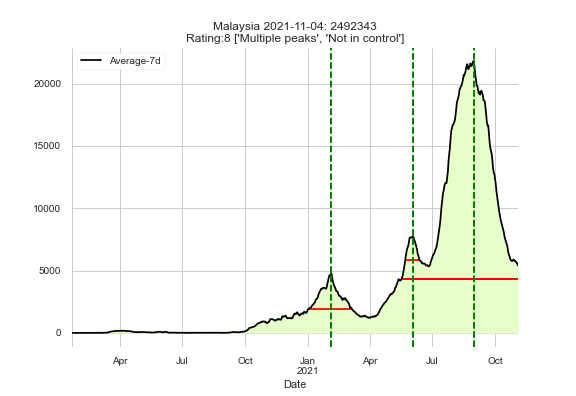 Malaysia 2021-11-04: 2492343
Rating:8 ['Multiple peaks', 'Not in control']
Average-7d
20000
15000
10000
5000
0
Apr Jul Oct Jan Apr Jul Oct
2021
Date